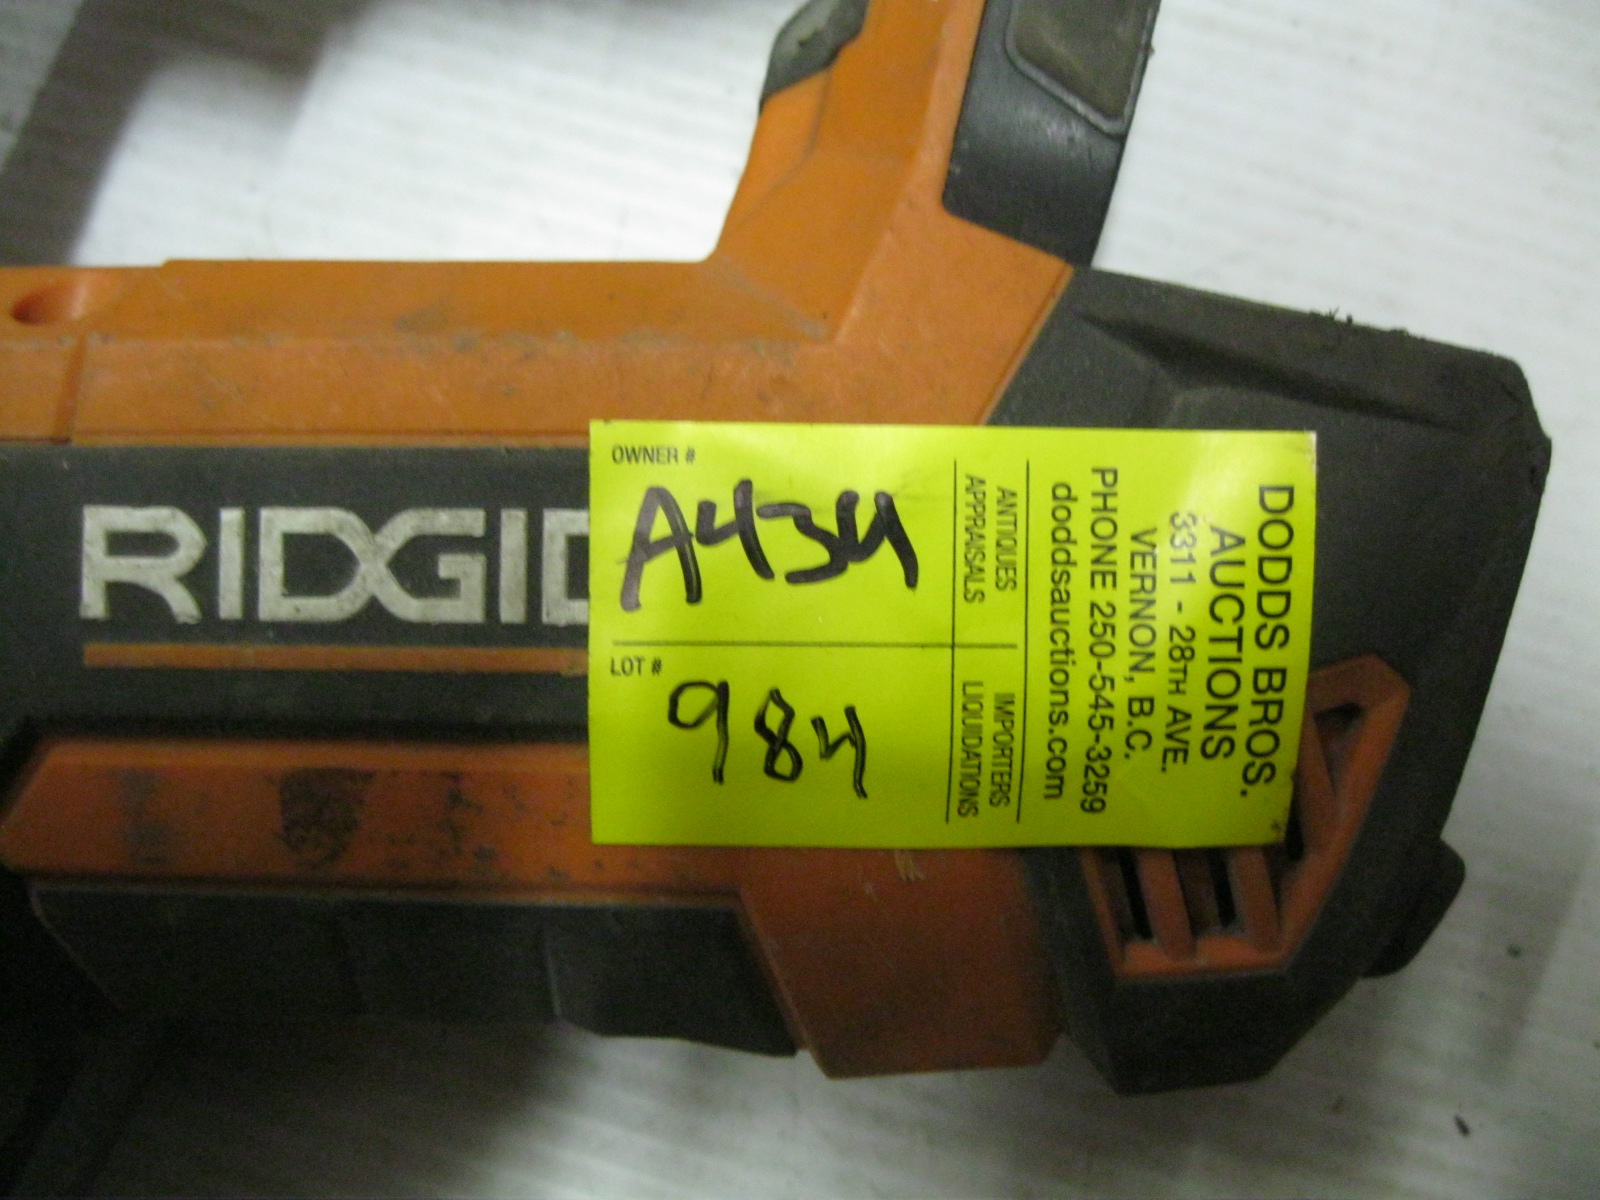 RIDGID
OWNER #
A434
LOT #
984
ANTIQUES
APPRAISALS
IMPORTERS
LIQUIDATIONS
DODDS BROS.
AUCTIONS
3311 - 28TH AVE.
VERNON, B.C.
PHONE 250-545-3259
doddsauctions.com